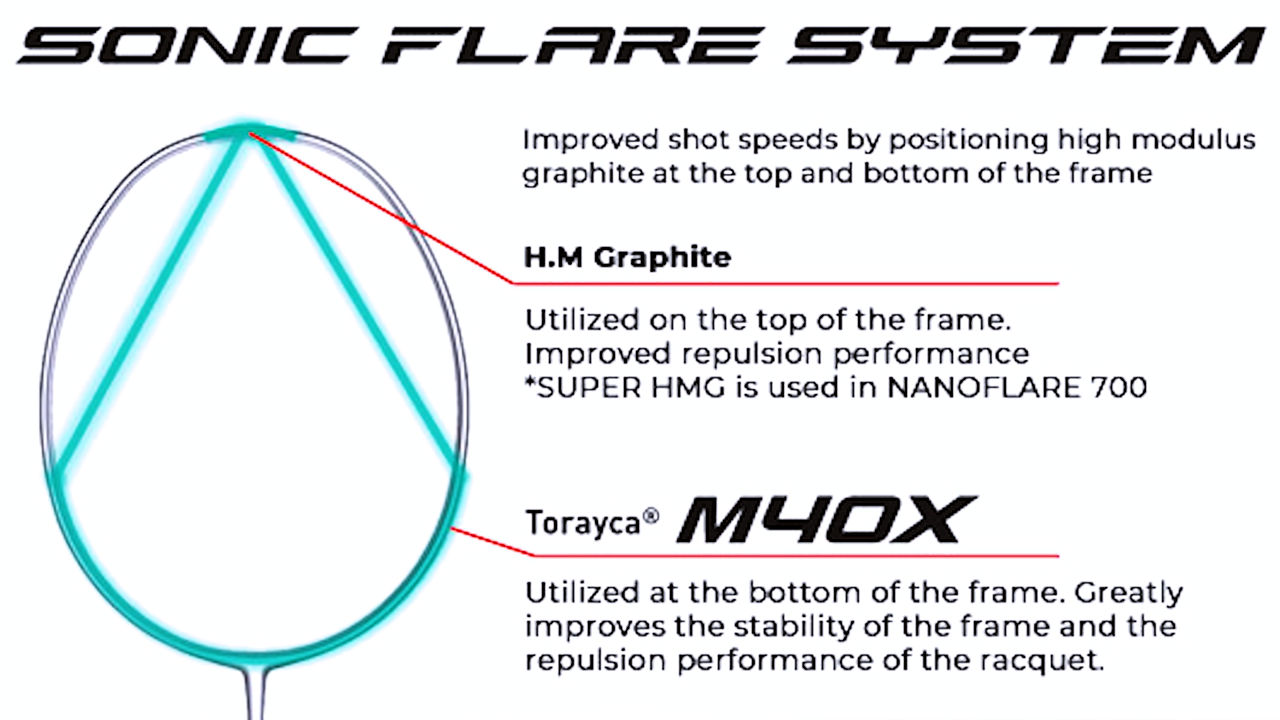 SONIC FLARE SYSTEM
Improved shot speeds by positioning high modulus
graphite at the top and bottom of the frame
H.M Graphite
Utilized on the top of the frame.
Improved repulsion performance
*SUPER HMG is used in NANOFLARE 700
Torayca® M40X
Utilized at the bottom of the frame. Greatly
improves the stability of the frame and the
repulsion performance of the racquet.